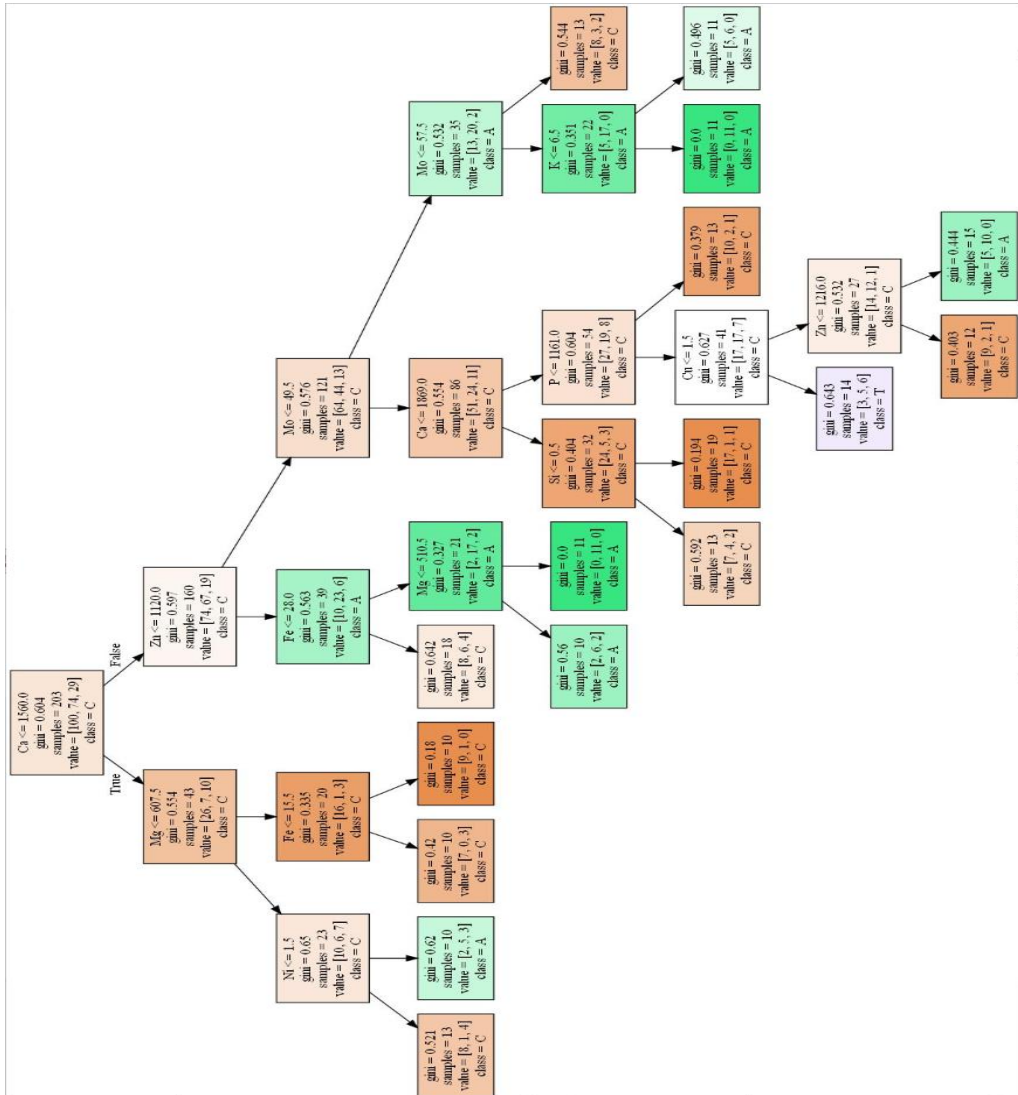 Ca <= 1560.0
gini = 0.604
samples = 203
value = [100, 74, 29]
class = C
True
False
Mg <= 607.5
gini = 0.554
samples = 43
value = [26, 7, 10]
class = C
Zn <= 1120.0
gini = 0.597
samples = 160
value = [74, 67, 19]
class = C
Ni <= 1.5
gini = 0.65
samples = 23
value = [10, 6, 7]
class = C
Fe <= 15.5
gini = 0.335
samples = 20
value = [16, 1, 3]
class = C
Fe <= 28.0
gini = 0.563
samples = 39
value = [10, 23, 6]
class = A
Mo <= 49.5
gini = 0.576
samples = 121
value = [64, 44, 13]
class = C
gini = 0.521
samples = 13
value = [8, 1, 4]
class = C
gini = 0.62
samples = 10
value = [2, 5, 3]
class = A
gini = 0.42
samples = 10
value = [7, 0, 3]
class = C
gini = 0.18
samples = 10
value = [9, 1, 0]
class = C
gini = 0.642
samples = 18
value = [8, 6, 4]
class = C
Mg <= 510.5
gini = 0.327
samples = 21
value = [2, 17, 2]
class = A
Ca <= 1869.0
gini = 0.554
samples = 86
value = [51, 24, 11]
class = C
Mo <= 57.5
gini = 0.532
samples = 35
value = [13, 20, 2]
class = A
gini = 0.56
samples = 10
value = [2, 6, 2]
class = A
gini = 0.0
samples = 11
value = [0, 11, 0]
class = A
Si <= 0.5
gini = 0.404
samples = 32
value = [24, 5, 3]
class = C
P <= 1161.0
gini = 0.604
samples = 54
value = [27, 19, 8]
class = C
K <= 6.5
gini = 0.351
samples = 22
value = [5, 17, 0]
class = A
gini = 0.544
samples = 13
value = [8, 3, 2]
class = C
gini = 0.592
samples = 13
value = [7, 4, 2]
class = C
gini = 0.194
samples = 19
value = [17, 1, 1]
class = C
Cu <= 1.5
gini = 0.627
samples = 41
value = [17, 17, 7]
class = C
gini = 0.379
samples = 13
value = [10, 2, 1]
class = C
gini = 0.0
samples = 11
value = [0, 11, 0]
class = A
gini = 0.496
samples = 11
value = [5, 6, 0]
class = A
gini = 0.643
samples = 14
value = [3, 5, 6]
class = T
Zn <= 1216.0
gini = 0.532
samples = 27
value = [14, 12, 1]
class = C
gini = 0.403
samples = 12
value = [9, 2, 1]
class = C
gini = 0.444
samples = 15
value = [5, 10, 0]
class = A